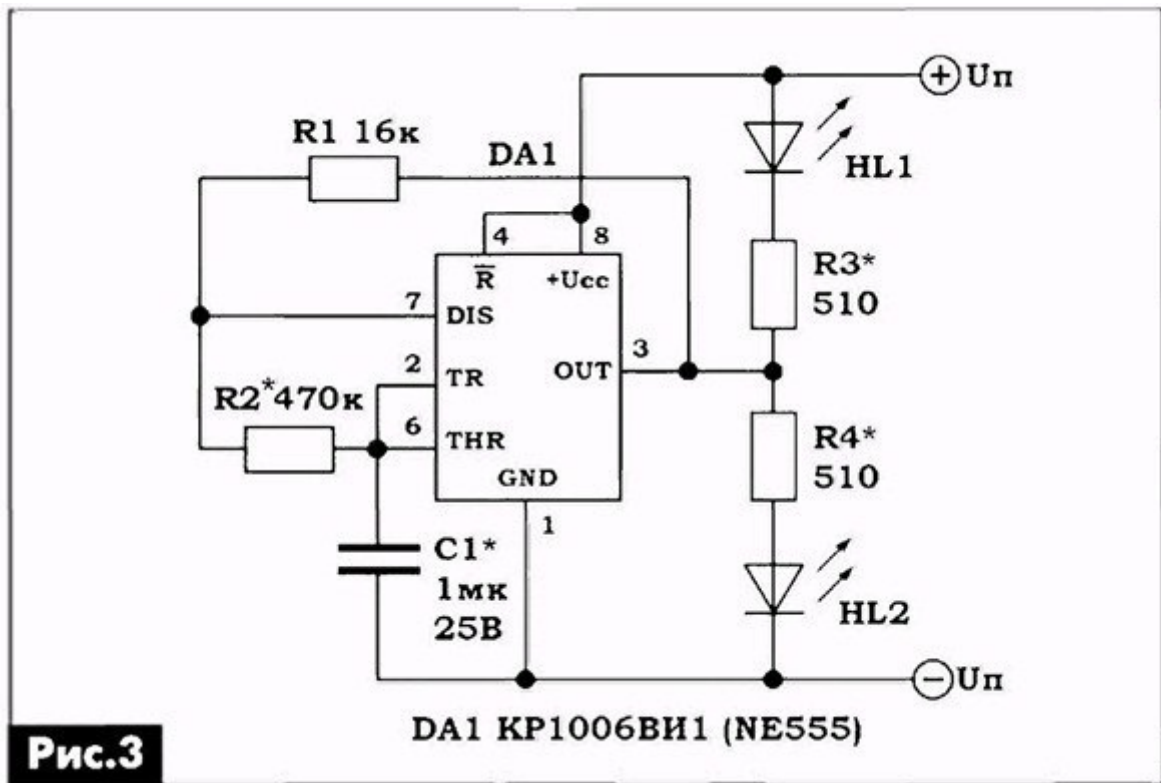 Uп
R1 16к
DA1
HL1
4
8
R
+Ucc
R3*
510
7
DIS
3
2
TR
OUT
R2*470к
6
THR
R4*
510
GND
1
C1*
1мк
25В
HL2
Uп
DA1 КР1006ВИ1 (NE555)
Рис.3